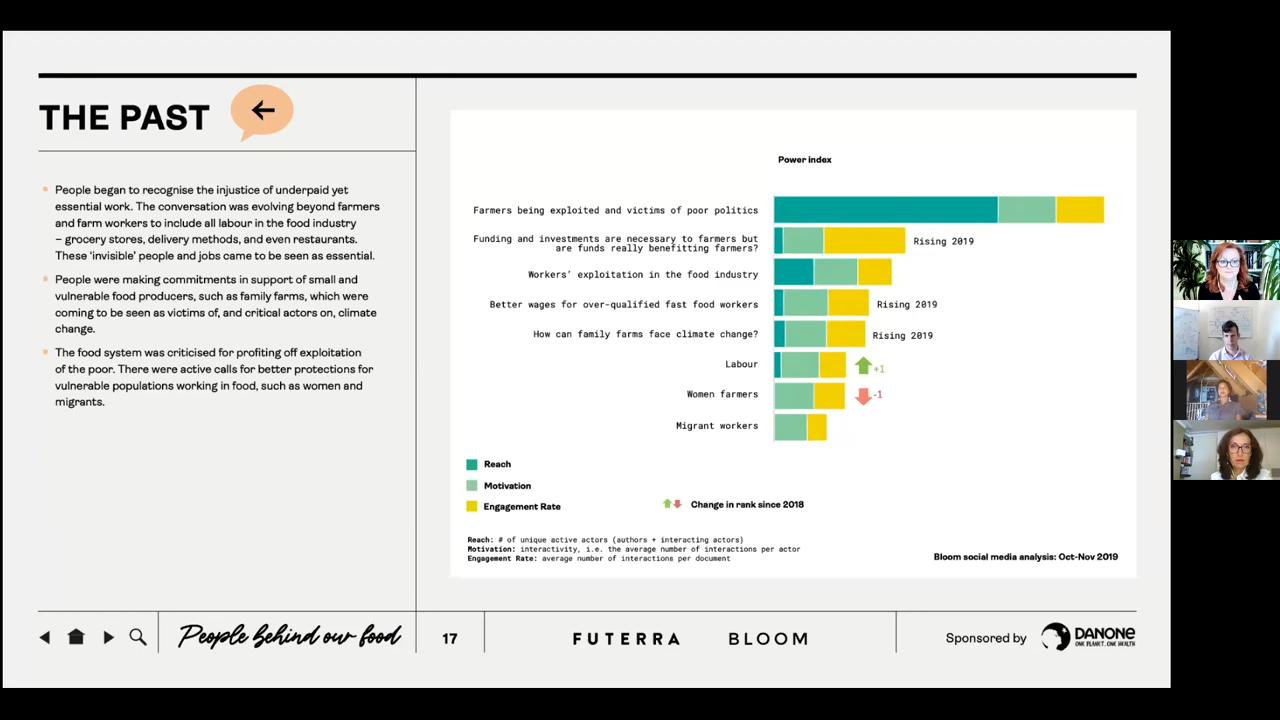 THE PAST
People began to recognise the injustice of underpaid yet
essential work. The conversation was evolving beyond farmers
and farm workers to include all labour in the food industry
– grocery stores, delivery methods, and even restaurants.
These ‘invisible’ people and jobs came to be seen as essential.
People were making commitments in support of small and
vulnerable food producers, such as family farms, which were
coming to be seen as victims of, and critical actors on, climate
change.
The food system was criticised for profiting off exploitation
of the poor. There were active calls for better protections for
vulnerable populations working in food, such as women and
migrants.
Power index
Farmers being exploited and victims of poor politics
Funding and investments are necessary to farmers but
are funds really benefitting farmers?
Rising 2019
Workers’ exploitation in the food industry
Better wages for over-qualified fast food workers
Rising 2019
How can family farms face climate change?
Rising 2019
Labour
+1
Women farmers
-1
Migrant workers
Reach
Motivation
Engagement Rate
Change in rank since 2018
Reach: # of unique active actors (authors + interacting actors)
Motivation: interactivity, i.e. the average number of interactions per actor
Engagement Rate: average number of interactions per document
Bloom social media analysis: Oct-Nov 2019
People behind our food
17
FUTERRA
BLOOM
Sponsored by
DANONE
ONE PLANET. ONE HEALTH